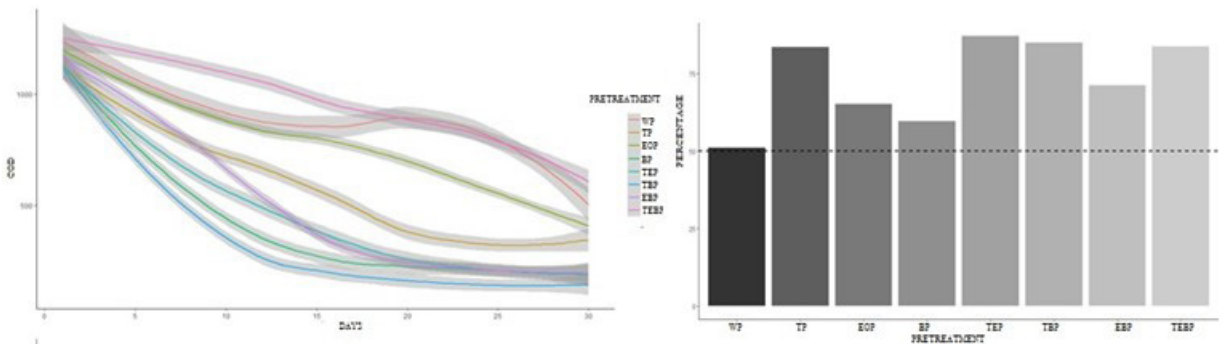 COD
1000
500
0
5
10
15
20
25
30
DAYS
PRETREATMENT
WP
TP
EOP
BP
TEP
TBP
EBP
TEBP
PERCENTAGE
75
50
25
0
WP TP EOP BP TEP TBP EBP TEBP
PRETREATMENT